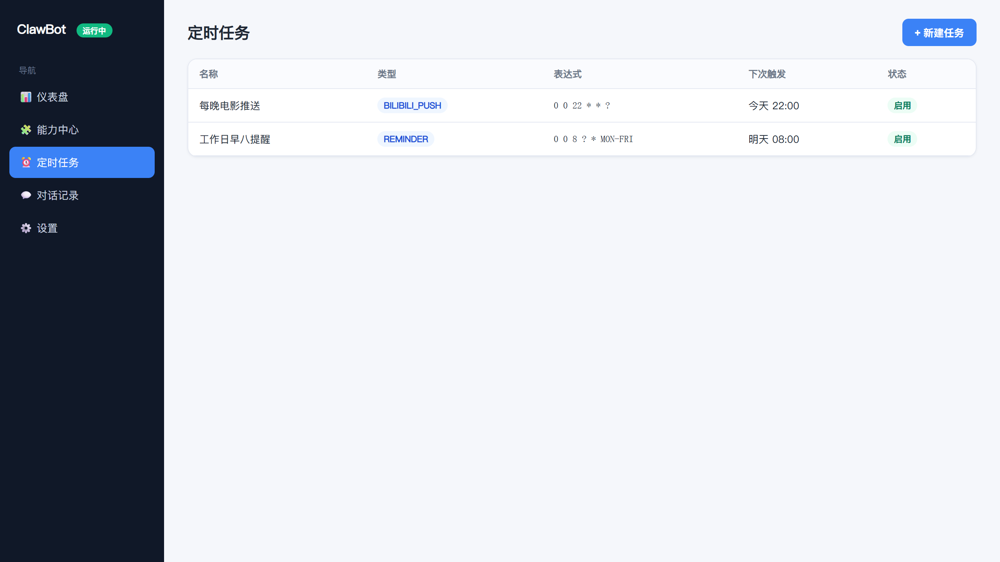 ClawBot 运行中
导航
仪表盘
能力中心
定时任务
对话记录
设置
定时任务
+ 新建任务
名称 类型 表达式 下次触发 状态
每晚电影推送 BILIBILI_PUSH 0 0 22 * * ? 今天 22:00 启用
工作日早八提醒 REMINDER 0 0 8 ? * MON-FRI 明天 08:00 启用